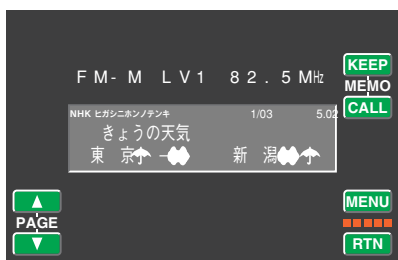 KEEP
FM-M LV1 82.5MHz
MEMO
CALL
NHK ヒガシニホンノテンキ 1/03 5.02
きょうの天気
東京 新潟
MENU
PAGE
RTN